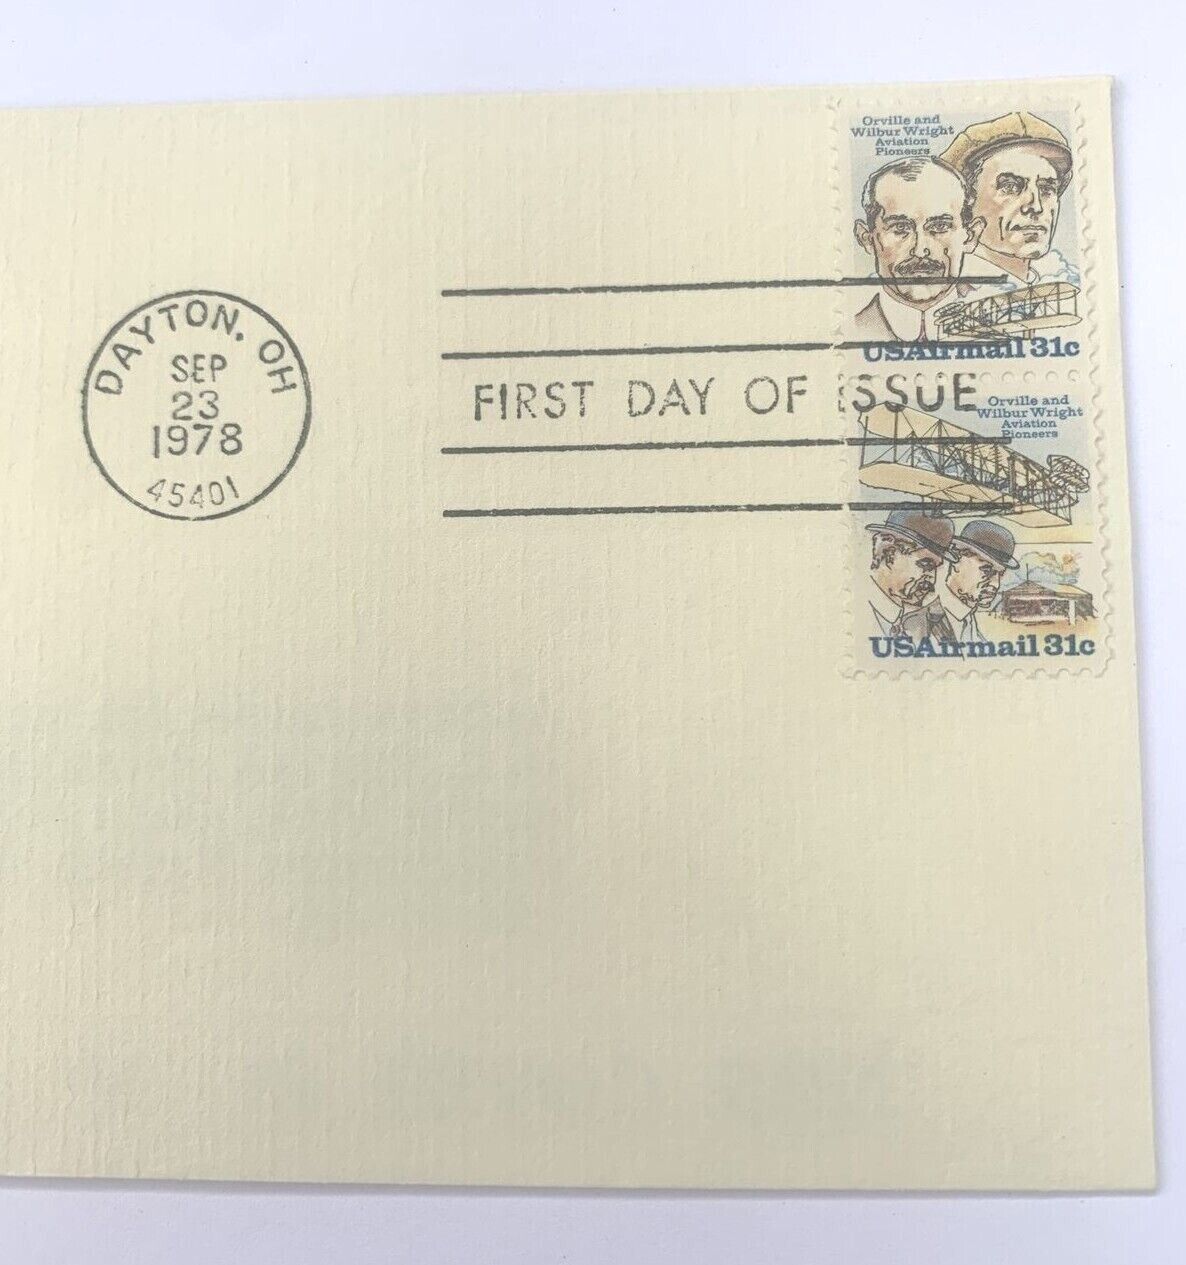 DAYTON, OH
SEP
23
1978
45401
FIRST DAY OF ISSUE
Orville and
Wilbur Wright
Aviation
Pioneers
USAirmail 31c
Orville and
Wilbur Wright
Aviation
Pioneers
USAirmail 31c